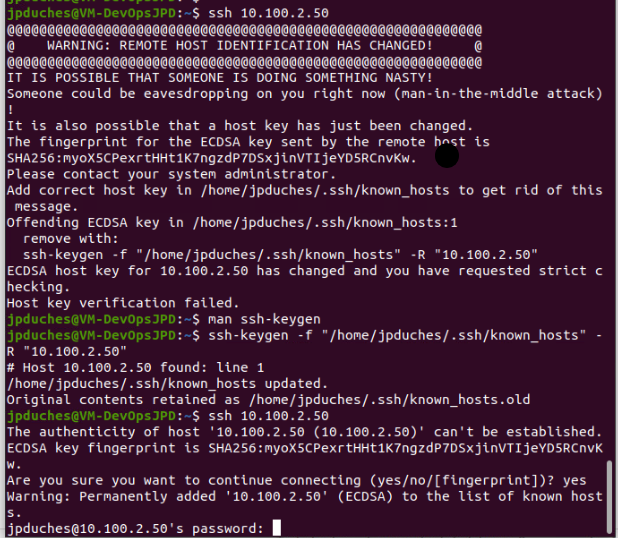 jpduches@VM-DevOpsJPD:~$ ssh 10.100.2.50
@@@@@@@@@@@@@@@@@@@@@@@@@@@@@@@@@@@@@@@@@@@@@@@@@@@@@@@@@@@
@    WARNING: REMOTE HOST IDENTIFICATION HAS CHANGED!     @
@@@@@@@@@@@@@@@@@@@@@@@@@@@@@@@@@@@@@@@@@@@@@@@@@@@@@@@@@@@
IT IS POSSIBLE THAT SOMEONE IS DOING SOMETHING NASTY!
Someone could be eavesdropping on you right now (man-in-the-middle attack)
!
It is also possible that a host key has just been changed.
The fingerprint for the ECDSA key sent by the remote host is
SHA256:myoX5CPexrtHHt1K7ngzdP7DSxjinVTIjeYD5RCnvKw.
Please contact your system administrator.
Add correct host key in /home/jpduches/.ssh/known_hosts to get rid of this
 message.
Offending ECDSA key in /home/jpduches/.ssh/known_hosts:1
  remove with:
  ssh-keygen -f "/home/jpduches/.ssh/known_hosts" -R "10.100.2.50"
ECDSA host key for 10.100.2.50 has changed and you have requested strict c
hecking.
Host key verification failed.
jpduches@VM-DevOpsJPD:~$ man ssh-keygen
jpduches@VM-DevOpsJPD:~$ ssh-keygen -f "/home/jpduches/.ssh/known_hosts" -
R "10.100.2.50"
# Host 10.100.2.50 found: line 1
/home/jpduches/.ssh/known_hosts updated.
Original contents retained as /home/jpduches/.ssh/known_hosts.old
jpduches@VM-DevOpsJPD:~$ ssh 10.100.2.50
The authenticity of host '10.100.2.50 (10.100.2.50)' can't be established.
ECDSA key fingerprint is SHA256:myoX5CPexrtHHt1K7ngzdP7DSxjinVTIjeYD5RCnvK
w.
Are you sure you want to continue connecting (yes/no/[fingerprint])? yes
Warning: Permanently added '10.100.2.50' (ECDSA) to the list of known host
s.
jpduches@10.100.2.50's password: